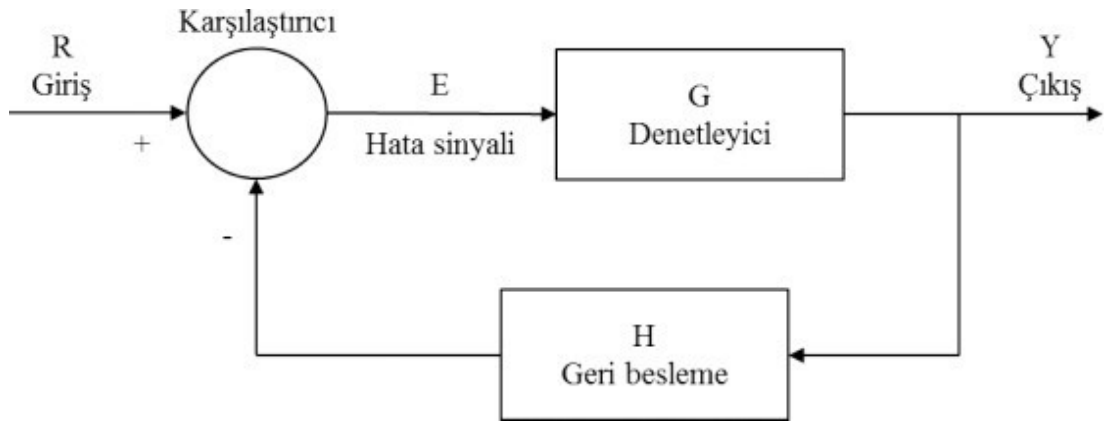 Karşılaştırıcı
R
Giriş
+
E
Hata sinyali
G
Denetleyici
Y
Çıkış
-
H
Geri besleme